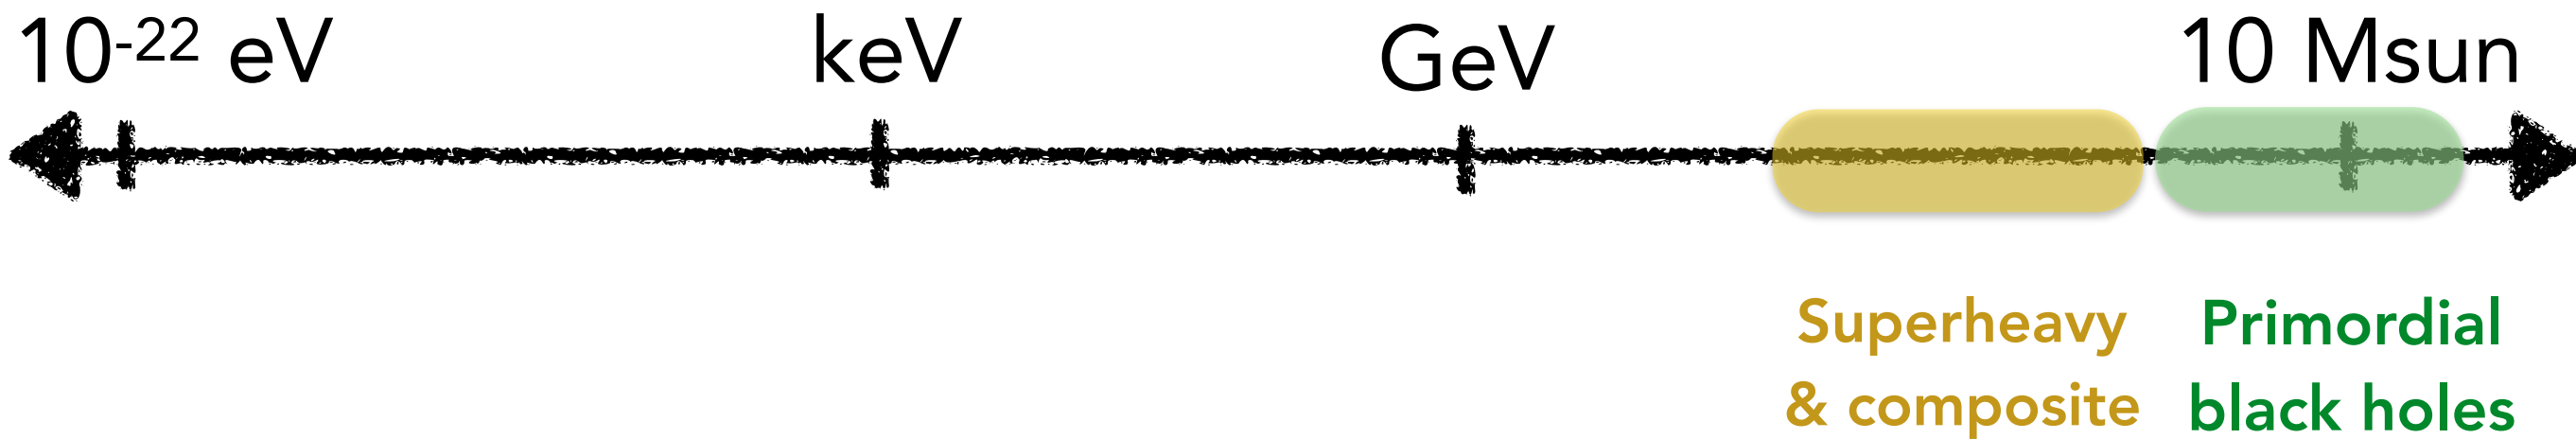 10-22 eV keV GeV 10 Msun
Superheavy Primordial
& composite black holes